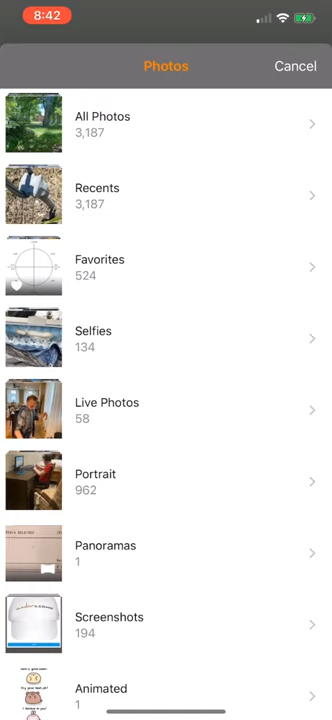 8:42
Photos
Cancel
All Photos
3,187
Recents
3,187
Favorites
524
Selfies
134
Live Photos
58
Portrait
962
Panoramas
1
Screenshots
194
Animated
1